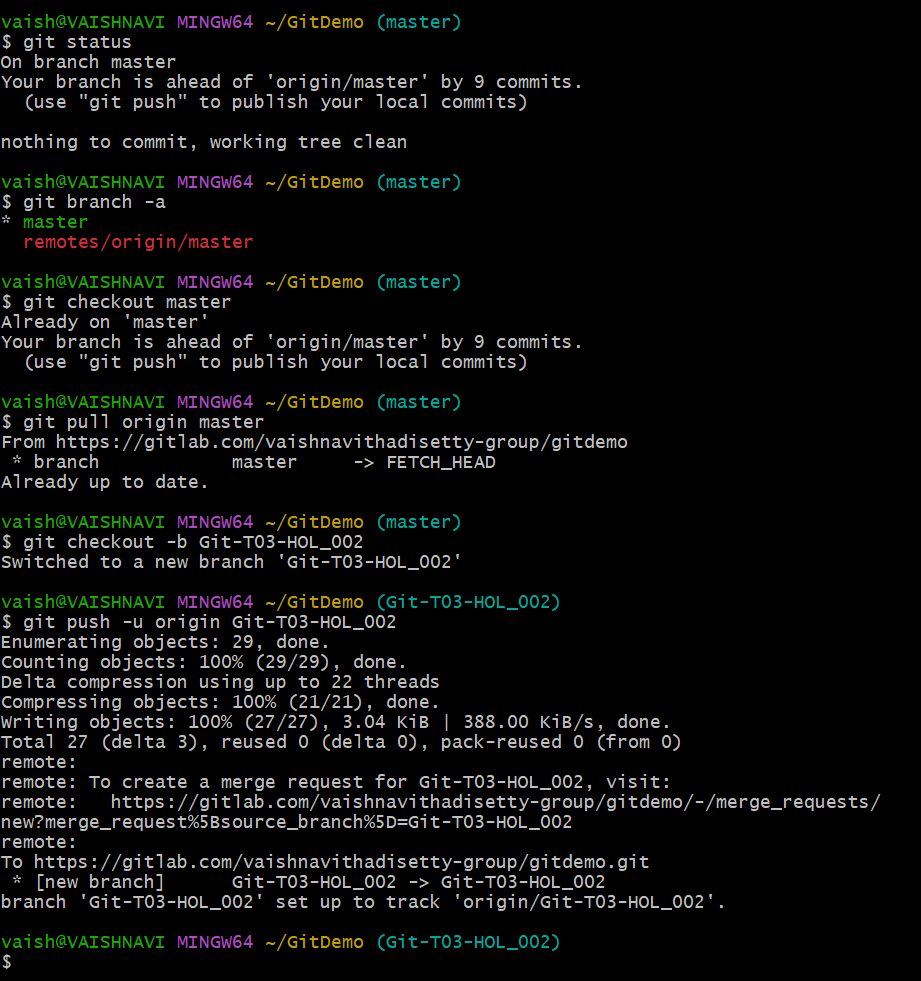 vaish@VAISHNAVI MINGW64 ~/GitDemo (master)
$ git status
On branch master
Your branch is ahead of 'origin/master' by 9 commits.
  (use "git push" to publish your local commits)

nothing to commit, working tree clean

vaish@VAISHNAVI MINGW64 ~/GitDemo (master)
$ git branch -a
* master
  remotes/origin/master

vaish@VAISHNAVI MINGW64 ~/GitDemo (master)
$ git checkout master
Already on 'master'
Your branch is ahead of 'origin/master' by 9 commits.
  (use "git push" to publish your local commits)

vaish@VAISHNAVI MINGW64 ~/GitDemo (master)
$ git pull origin master
From https://gitlab.com/vaishnavithadisetty-group/gitdemo
 * branch            master     -> FETCH_HEAD
Already up to date.

vaish@VAISHNAVI MINGW64 ~/GitDemo (master)
$ git checkout -b Git-T03-HOL_002
Switched to a new branch 'Git-T03-HOL_002'

vaish@VAISHNAVI MINGW64 ~/GitDemo (Git-T03-HOL_002)
$ git push -u origin Git-T03-HOL_002
Enumerating objects: 29, done.
Counting objects: 100% (29/29), done.
Delta compression using up to 22 threads
Compressing objects: 100% (21/21), done.
Writing objects: 100% (27/27), 3.04 KiB | 388.00 KiB/s, done.
Total 27 (delta 3), reused 0 (delta 0), pack-reused 0 (from 0)
remote:
remote: To create a merge request for Git-T03-HOL_002, visit:
remote:   https://gitlab.com/vaishnavithadisetty-group/gitdemo/-/merge_requests/
new?merge_request%5Bsource_branch%5D=Git-T03-HOL_002
remote:
To https://gitlab.com/vaishnavithadisetty-group/gitdemo.git
 * [new branch]      Git-T03-HOL_002 -> Git-T03-HOL_002
branch 'Git-T03-HOL_002' set up to track 'origin/Git-T03-HOL_002'.

vaish@VAISHNAVI MINGW64 ~/GitDemo (Git-T03-HOL_002)
$